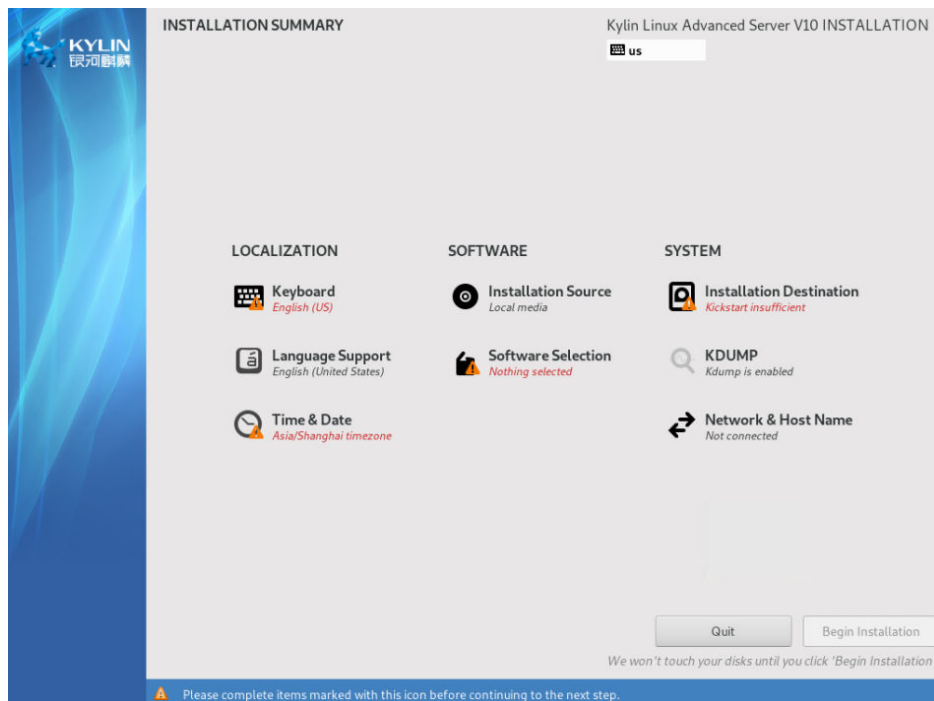 KYLIN
银河麒麟
INSTALLATION SUMMARY
Kylin Linux Advanced Server V10 INSTALLATION
us
LOCALIZATION
Keyboard
English (US)
Language Support
English (United States)
Time & Date
Asia/Shanghai timezone
SOFTWARE
Installation Source
Local media
Software Selection
Nothing selected
SYSTEM
Installation Destination
Kickstart insufficient
KDUMP
Kdump is enabled
Network & Host Name
Not connected
Quit
Begin Installation
We won't touch your disks until you click 'Begin Installation
Please complete items marked with this icon before continuing to the next step.